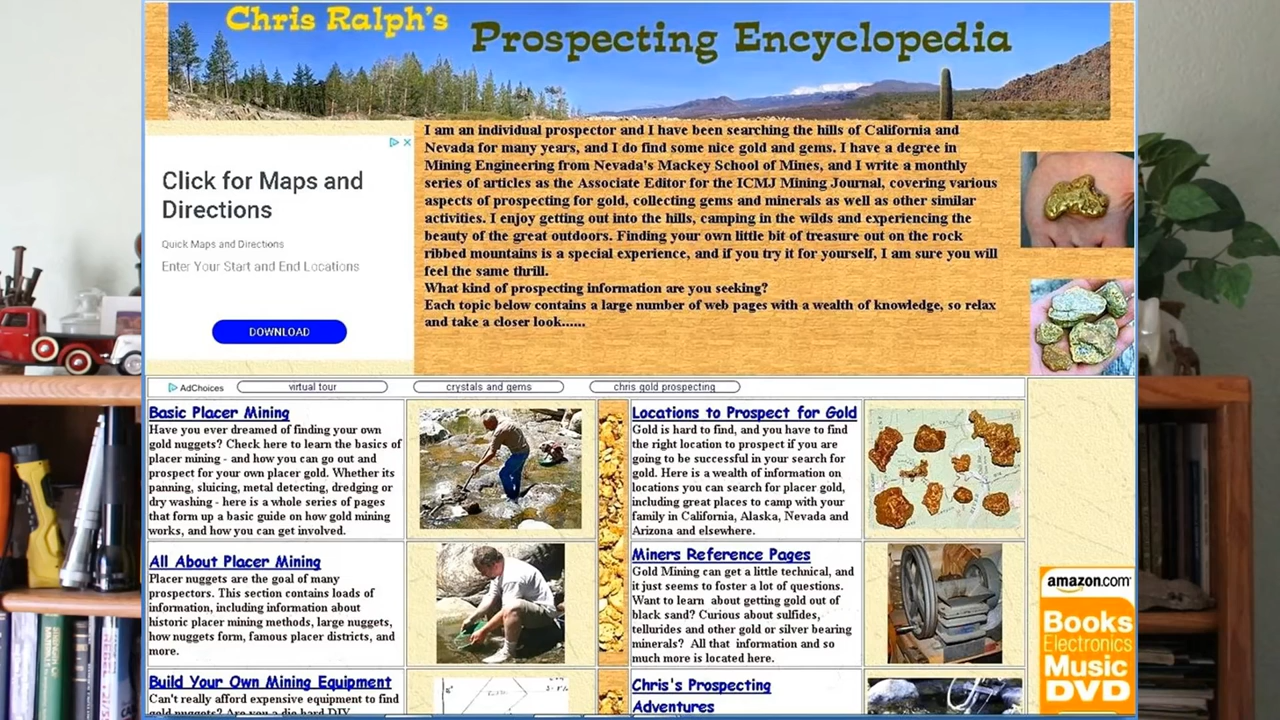 Chris Ralph's
Prospecting Encyclopedia
Click for Maps and
Directions
Quick Maps and Directions
Enter Your Start and End Locations
DOWNLOAD
I am an individual prospector and I have been searching the hills of California and
Nevada for many years, and I do find some nice gold and gems. I have a degree in
Mining Engineering from Nevada's Mackey School of Mines, and I write a monthly
series of articles as the Associate Editor for the ICMJ Mining Journal, covering various
aspects of prospecting for gold, collecting gems and minerals as well as other similar
activities. I enjoy getting out into the hills, camping in the wilds and experiencing the
beauty of the great outdoors. Finding your own little bit of treasure out on the rock
ribbed mountains is a special experience, and if you try it for yourself, I am sure you will
feel the same thrill.
What kind of prospecting information are you seeking?
Each topic below contains a large number of web pages with a wealth of knowledge, so relax
and take a closer look......
AdChoices
virtual tour
crystals and gems
chris gold prospecting
Basic Placer Mining
Have you ever dreamed of finding your own
gold nuggets? Check here to learn the basics of
placer mining - and how you can go out and
prospect for your own placer gold. Whether its
panning, sluicing, metal detecting, dredging or
dry washing - here is a whole series of pages
that form up a basic guide on how gold mining
works, and how you can get involved.
Locations to Prospect for Gold
Gold is hard to find, and you have to find
the right location to prospect if you are
going to be successful in your search for
gold. Here is a wealth of information on
locations you can search for placer gold,
including great places to camp with your
family in California, Alaska, Nevada and
Arizona and elsewhere.
All About Placer Mining
Placer nuggets are the goal of many
prospectors. This section contains loads of
information, including information about
historic placer mining methods, large nuggets,
how nuggets form, famous placer districts, and
more.
Miners Reference Pages
Gold Mining can get a little technical, and
it just seems to foster a lot of questions.
Want to learn about getting gold out of
black sand? Curious about sulfides,
tellurides and other gold or silver bearing
minerals? All that information and so
much more is located here.
Build Your Own Mining Equipment
Can't really afford expensive equipment to find
gold nuggets? Are you a die hard DIY
Chris's Prospecting
Adventures
amazon.com
Books
Electronics
Music
DVD